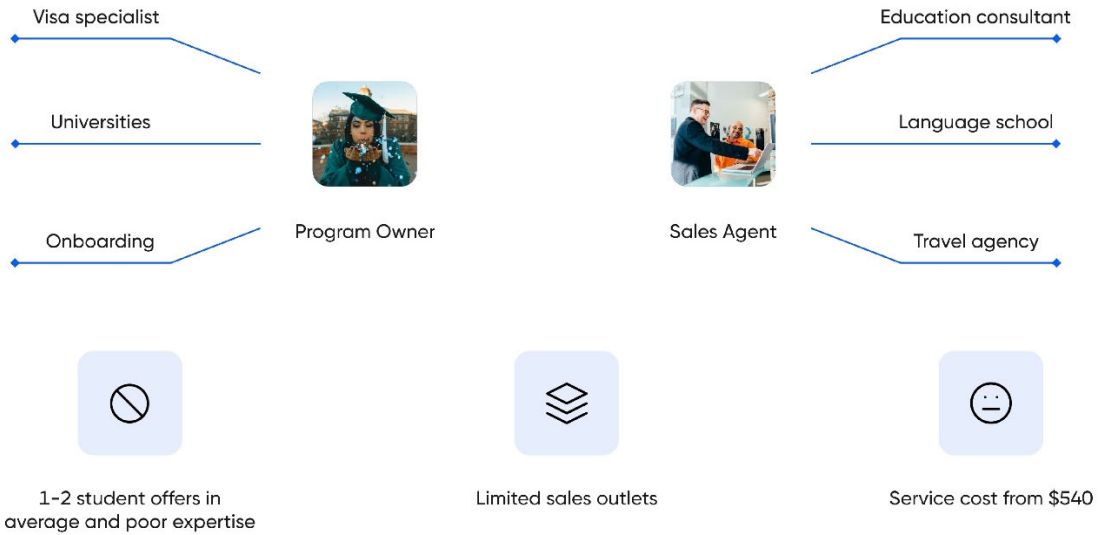 Visa specialist
Education consultant
Universities
Language school
Onboarding
Travel agency
Program Owner
Sales Agent
1-2 student offers in
average and poor expertise
Limited sales outlets
Service cost from $540